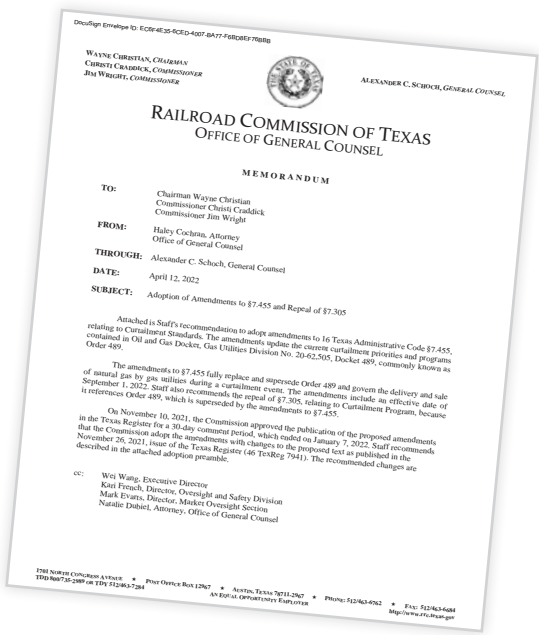 DocuSign Envelope ID: EC6F4E35-6CED-4007-BA77-F6BD8EF76BBB
WAYNE CHRISTIAN, CHAIRMAN
CHRISTI CRADDICK, COMMISSIONER
JIM WRIGHT, COMMISSIONER
THE STATE OF TEXAS
ALEXANDER C. SCHOCH, GENERAL COUNSEL
RAILROAD COMMISSION OF TEXAS
OFFICE OF GENERAL COUNSEL
MEMORANDUM
TO: Chairman Wayne Christian
Commissioner Christi Craddick
Commissioner Jim Wright
FROM: Haley Cochran, Attorney
Office of General Counsel
THROUGH: Alexander C. Schoch, General Counsel
DATE: April 12, 2022
SUBJECT: Adoption of Amendments to §7.455 and Repeal of §7.305
Attached is Staff's recommendation to adopt amendments to 16 Texas Administrative Code §7.455,
relating to Curtailment Standards. The amendments update the current curtailment priorities and programs
contained in Oil and Gas Docket, Gas Utilities Division No. 20-62,505, Docket 489, commonly known as
Order 489.
The amendments to §7.455 fully replace and supersede Order 489 and govern the delivery and sale
of natural gas by gas utilities during a curtailment event. The amendments include an effective date of
September 1, 2022. Staff also recommends the repeal of §7.305, relating to Curtailment Program, because
it references Order 489, which is superseded by the amendments to §7.455.
On November 10, 2021, the Commission approved the publication of the proposed amendments
in the Texas Register for a 30-day comment period, which ended on January 7, 2022. Staff recommends
that the Commission adopt the amendments with changes to the proposed text as published in the
November 26, 2021, issue of the Texas Register (46 TexReg 7941). The recommended changes are
described in the attached adoption preamble.
cc: Wei Wang, Executive Director
Kari French, Director, Oversight and Safety Division
Mark Evarts, Director, Market Oversight Section
Natalie Dubiel, Attorney, Office of General Counsel
1701 NORTH CONGRESS AVENUE ★ POST OFFICE BOX 12967 ★ AUSTIN, TEXAS 78711-2967 ★ PHONE: 512/463-6762 ★ FAX: 512/463-6684
TDD 800/735-2989 OR TDY 512/463-7284 AN EQUAL OPPORTUNITY EMPLOYER http://www.rrc.texas.gov